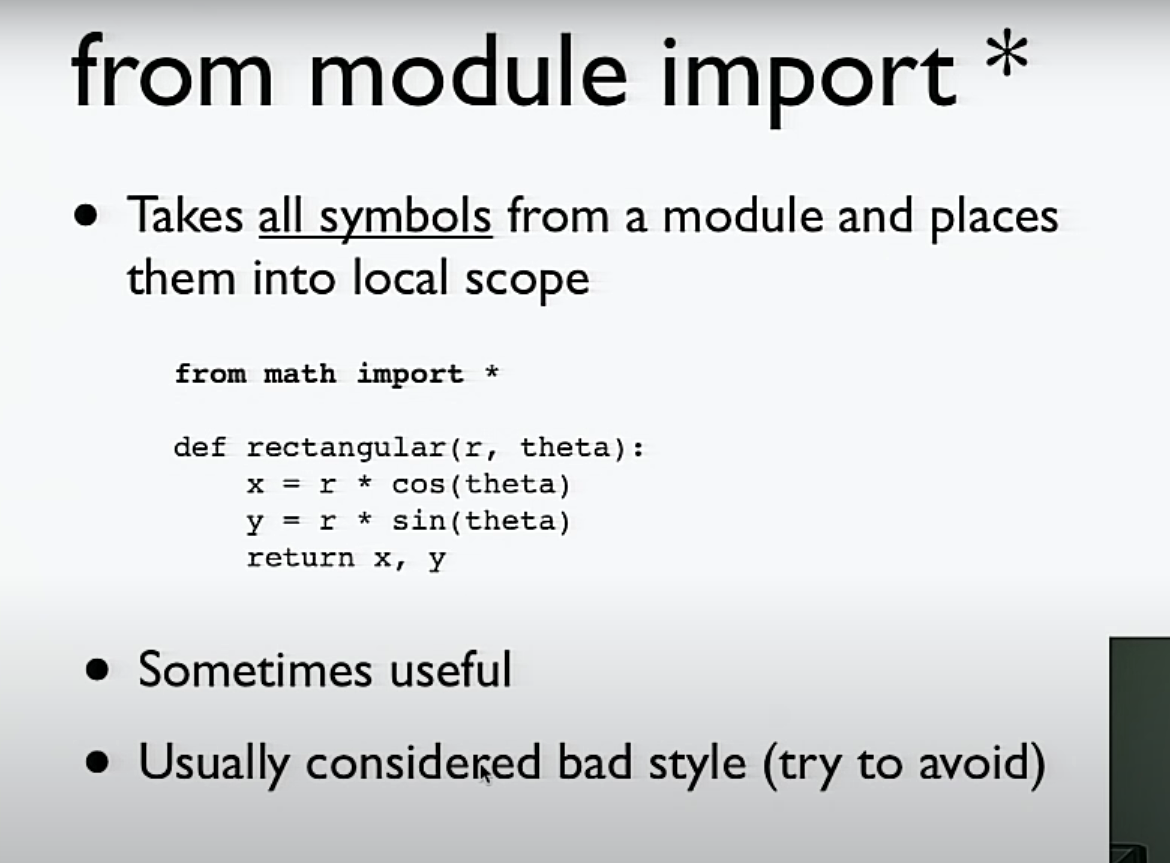 from module import *
• Takes all symbols from a module and places
them into local scope
from math import *
def rectangular(r, theta):
    x = r * cos(theta)
    y = r * sin(theta)
    return x, y
• Sometimes useful
• Usually considered bad style (try to avoid)